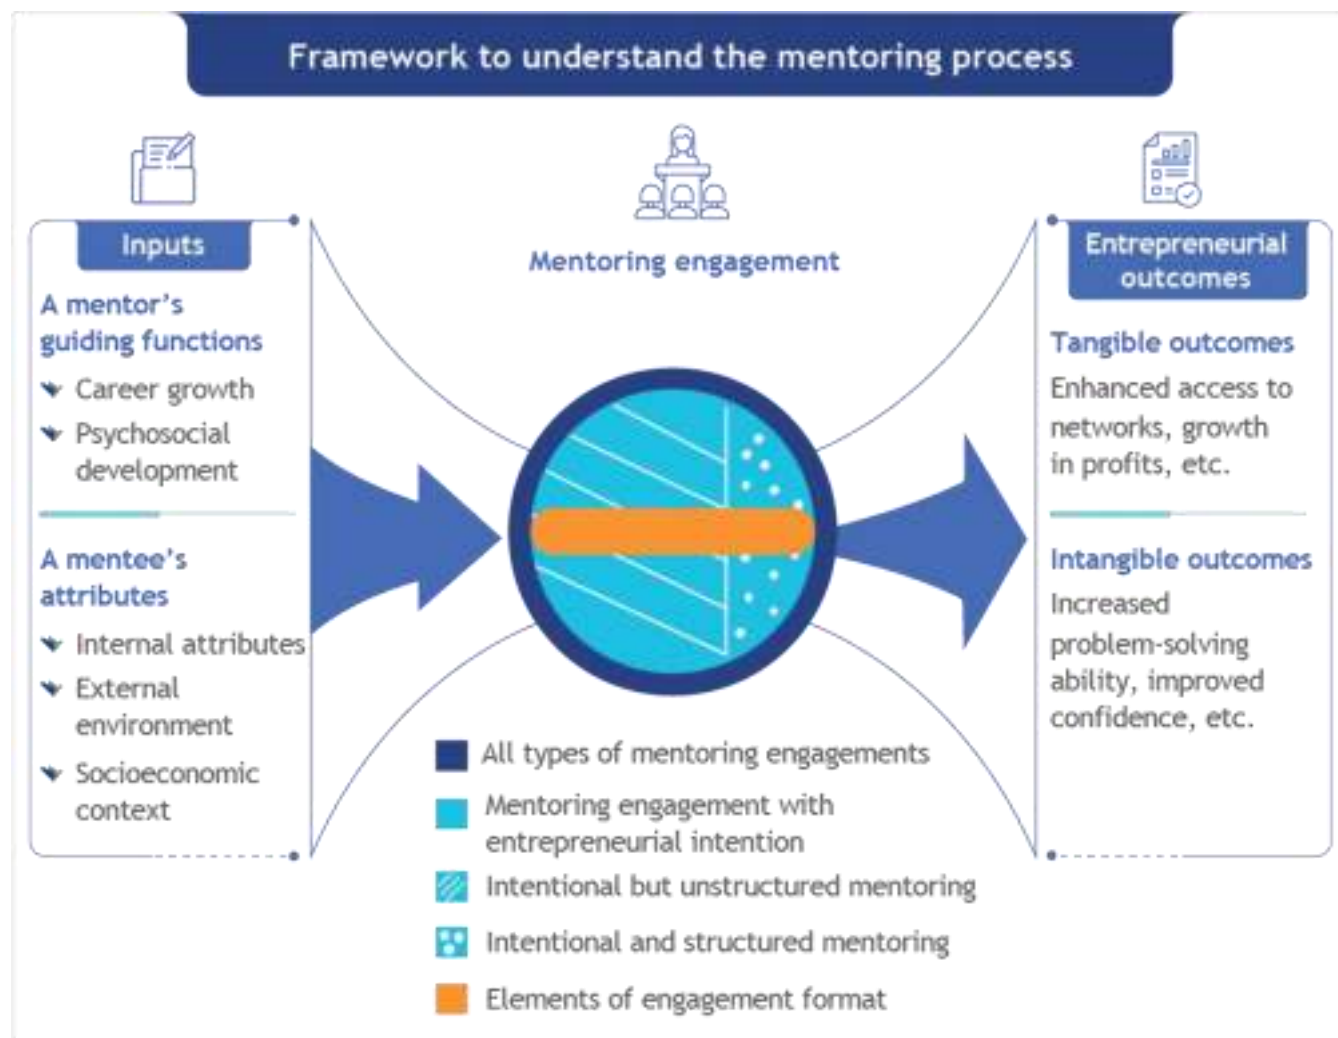 Framework to understand the mentoring process
Inputs
A mentor's
guiding functions
Career growth
Psychosocial
development
A mentee's
attributes
Internal attributes
External
environment
Socioeconomic
context
Mentoring engagement
All types of mentoring engagements
Mentoring engagement with
entrepreneurial intention
Intentional but unstructured mentoring
Intentional and structured mentoring
Elements of engagement format
Entrepreneurial
outcomes
Tangible outcomes
Enhanced access to
networks, growth
in profits, etc.
Intangible outcomes
Increased
problem-solving
ability, improved
confidence, etc.